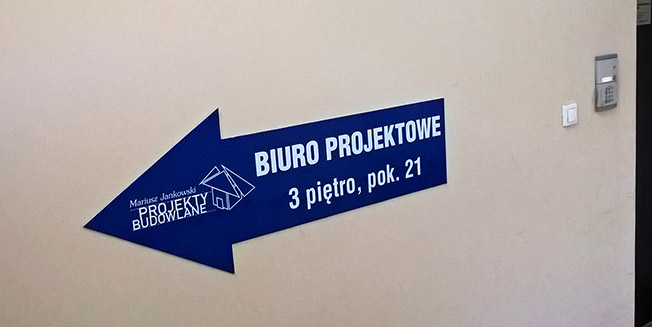 BIURO PROJEKTOWE
3 piętro, pok. 21
Mariusz Jankowski
PROJEKTY
BUDOWLANE